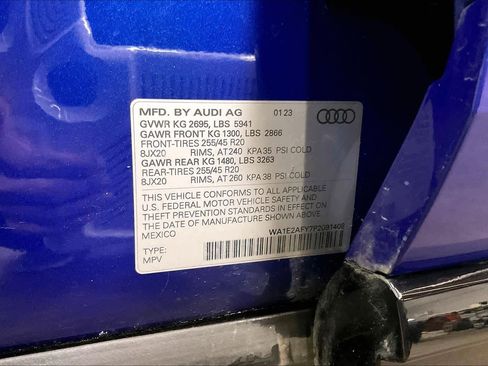 MFD. BY AUDI AG 01 23
GVWR KG 2695, LBS 5941
GAWR FRONT KG 1300, LBS 2866
FRONT-TIRES 255/45 R20
8JX20 RIMS, AT 240 KPA 35 PSI COLD
GAWR REAR KG 1480, LBS 3263
REAR-TIRES 255/45 R20
8JX20 RIMS, AT 260 KPA 38 PSI COLD
THIS VEHICLE CONFORMS TO ALL APPLICABLE
U.S. FEDERAL MOTOR VEHICLE SAFETY, BUMPER, AND
THEFT PREVENTION STANDARDS IN EFFECT ON THE
DATE OF MANUFACTURE SHOWN ABOVE
MEXICO
TYPE:
MPV